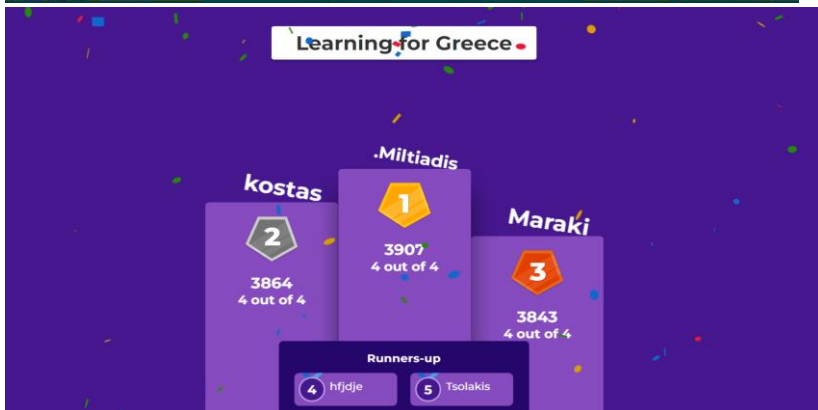 Learning for Greece
.Miltiadis
kostas
Maraki
1
2
3
3907
4 out of 4
3864
4 out of 4
3843
4 out of 4
Runners-up
4 hfjdje
5 Tsolakis